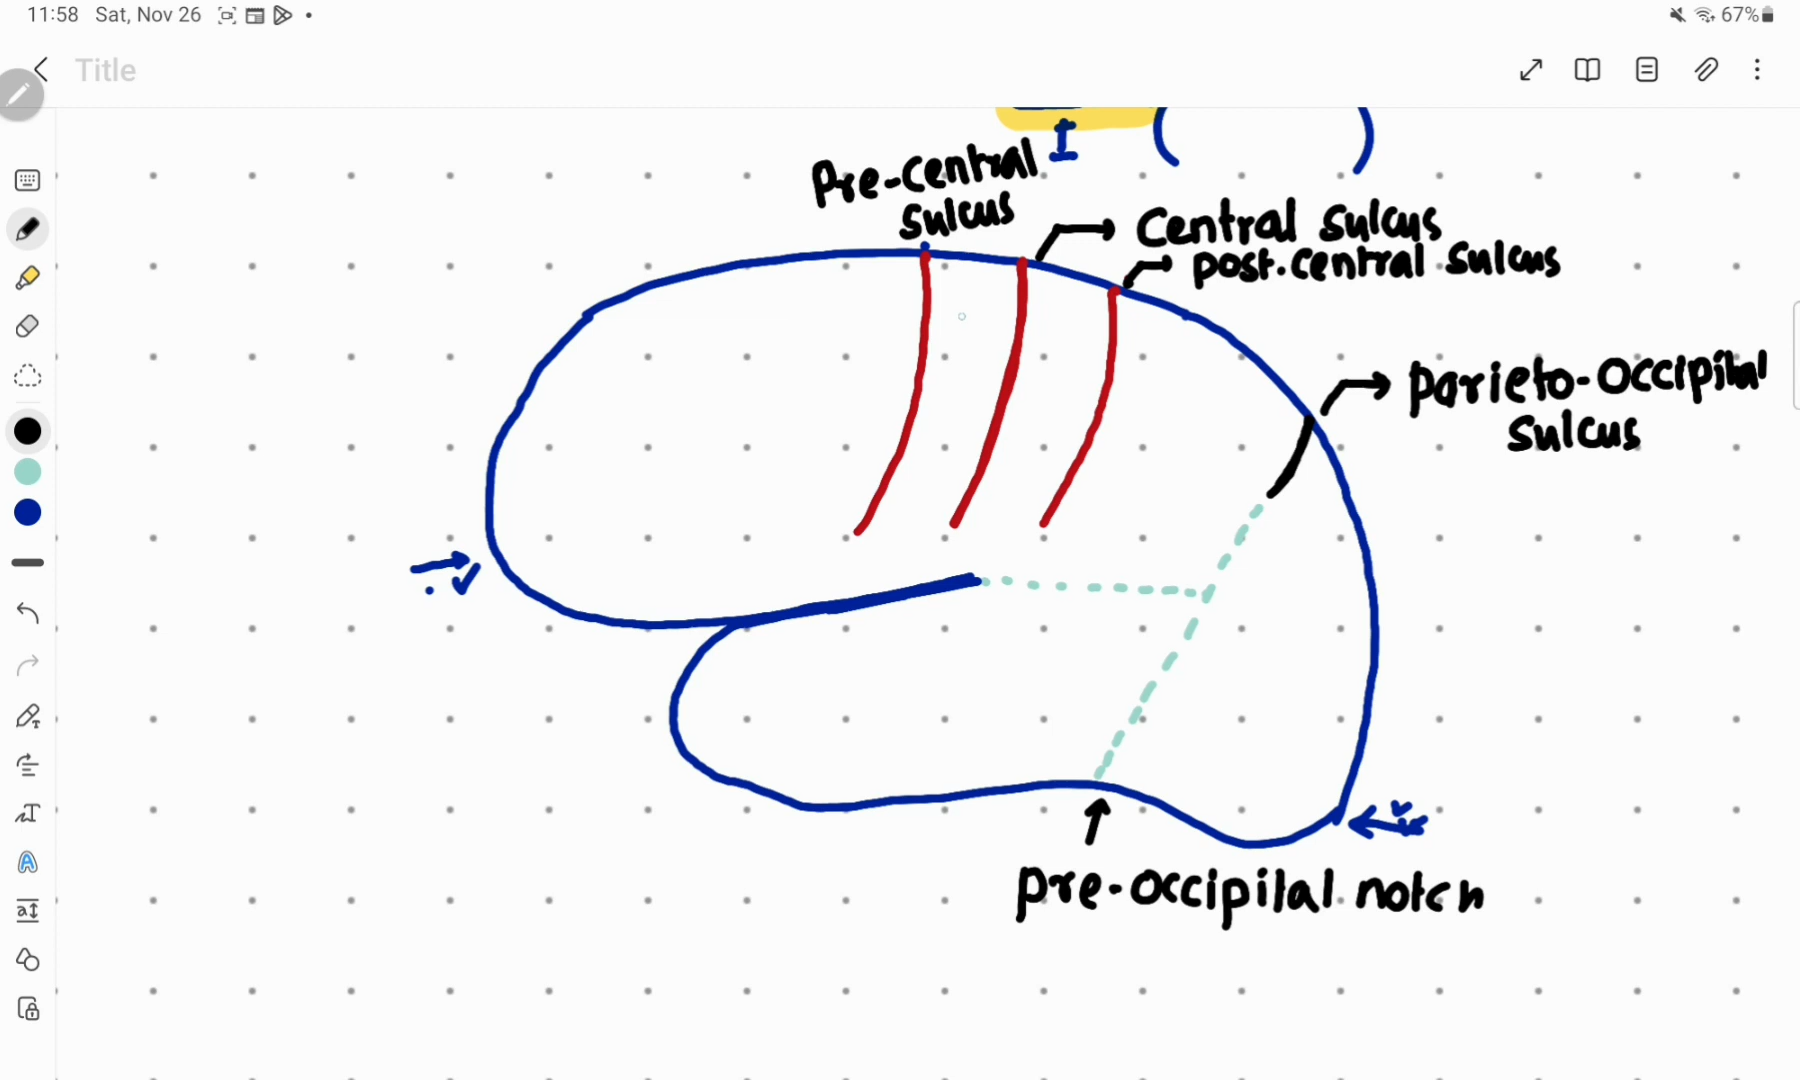 11:58 Sat, Nov 26
67%
Title
Pre-central
sulcus
Central sulcus
post.central sulcus
parieto-occipital
sulcus
pre-occipital notch